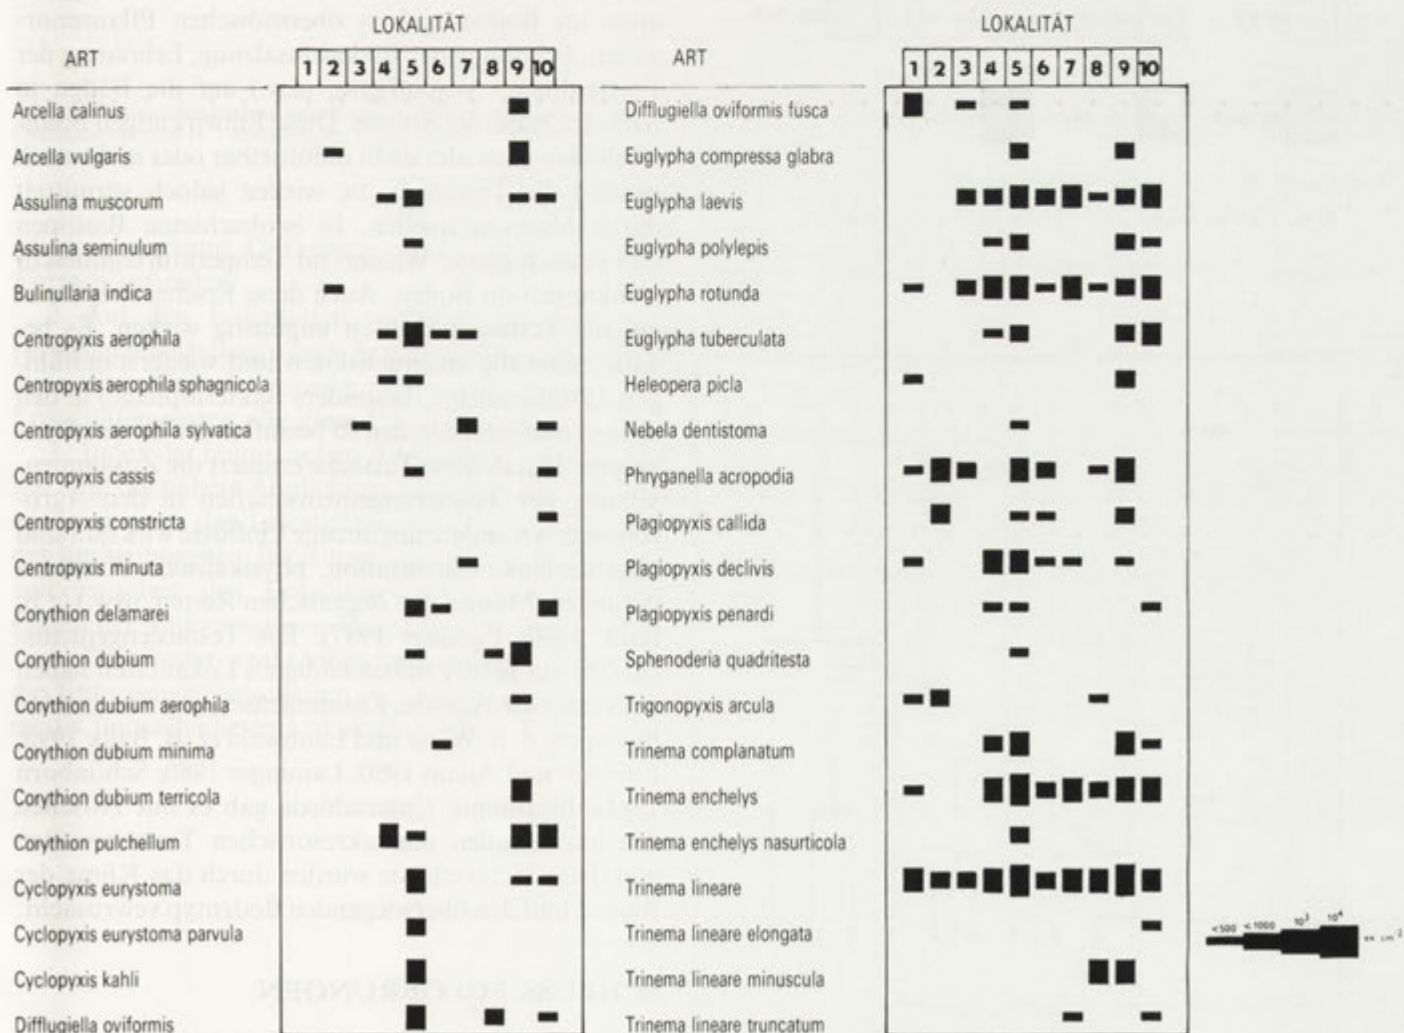 LOKALITÄT
ART
1 2 3 4 5 6 7 8 9 10
Arcella calinus
Arcella vulgaris
Assulina muscorum
Assulina seminulum
Bulinullaria indica
Centropyxis aerophila
Centropyxis aerophila sphagnicola
Centropyxis aerophila sylvatica
Centropyxis cassis
Centropyxis constricta
Centropyxis minuta
Corythion delamarei
Corythion dubium
Corythion dubium aerophila
Corythion dubium minima
Corythion dubium terricola
Corythion pulchellum
Cyclopyxis eurystoma
Cyclopyxis eurystoma parvula
Cyclopyxis kahli
Difflugiella oviformis
LOKALITÄT
ART
1 2 3 4 5 6 7 8 9 10
Difflugiella oviformis fusca
Euglypha compressa glabra
Euglypha laevis
Euglypha polylepis
Euglypha rotunda
Euglypha tuberculata
Heleopera picla
Nebela dentistoma
Phryganella acropodia
Plagiopyxis callida
Plagiopyxis declivis
Plagiopyxis penardi
Sphenoderia quadritesta
Trigonopyxis arcula
Trinema complanatum
Trinema enchelys
Trinema enchelys nasurticola
Trinema lineare
Trinema lineare elongata
Trinema lineare minuscula
Trinema lineare truncatum
<500 <1000 10³ 10⁴